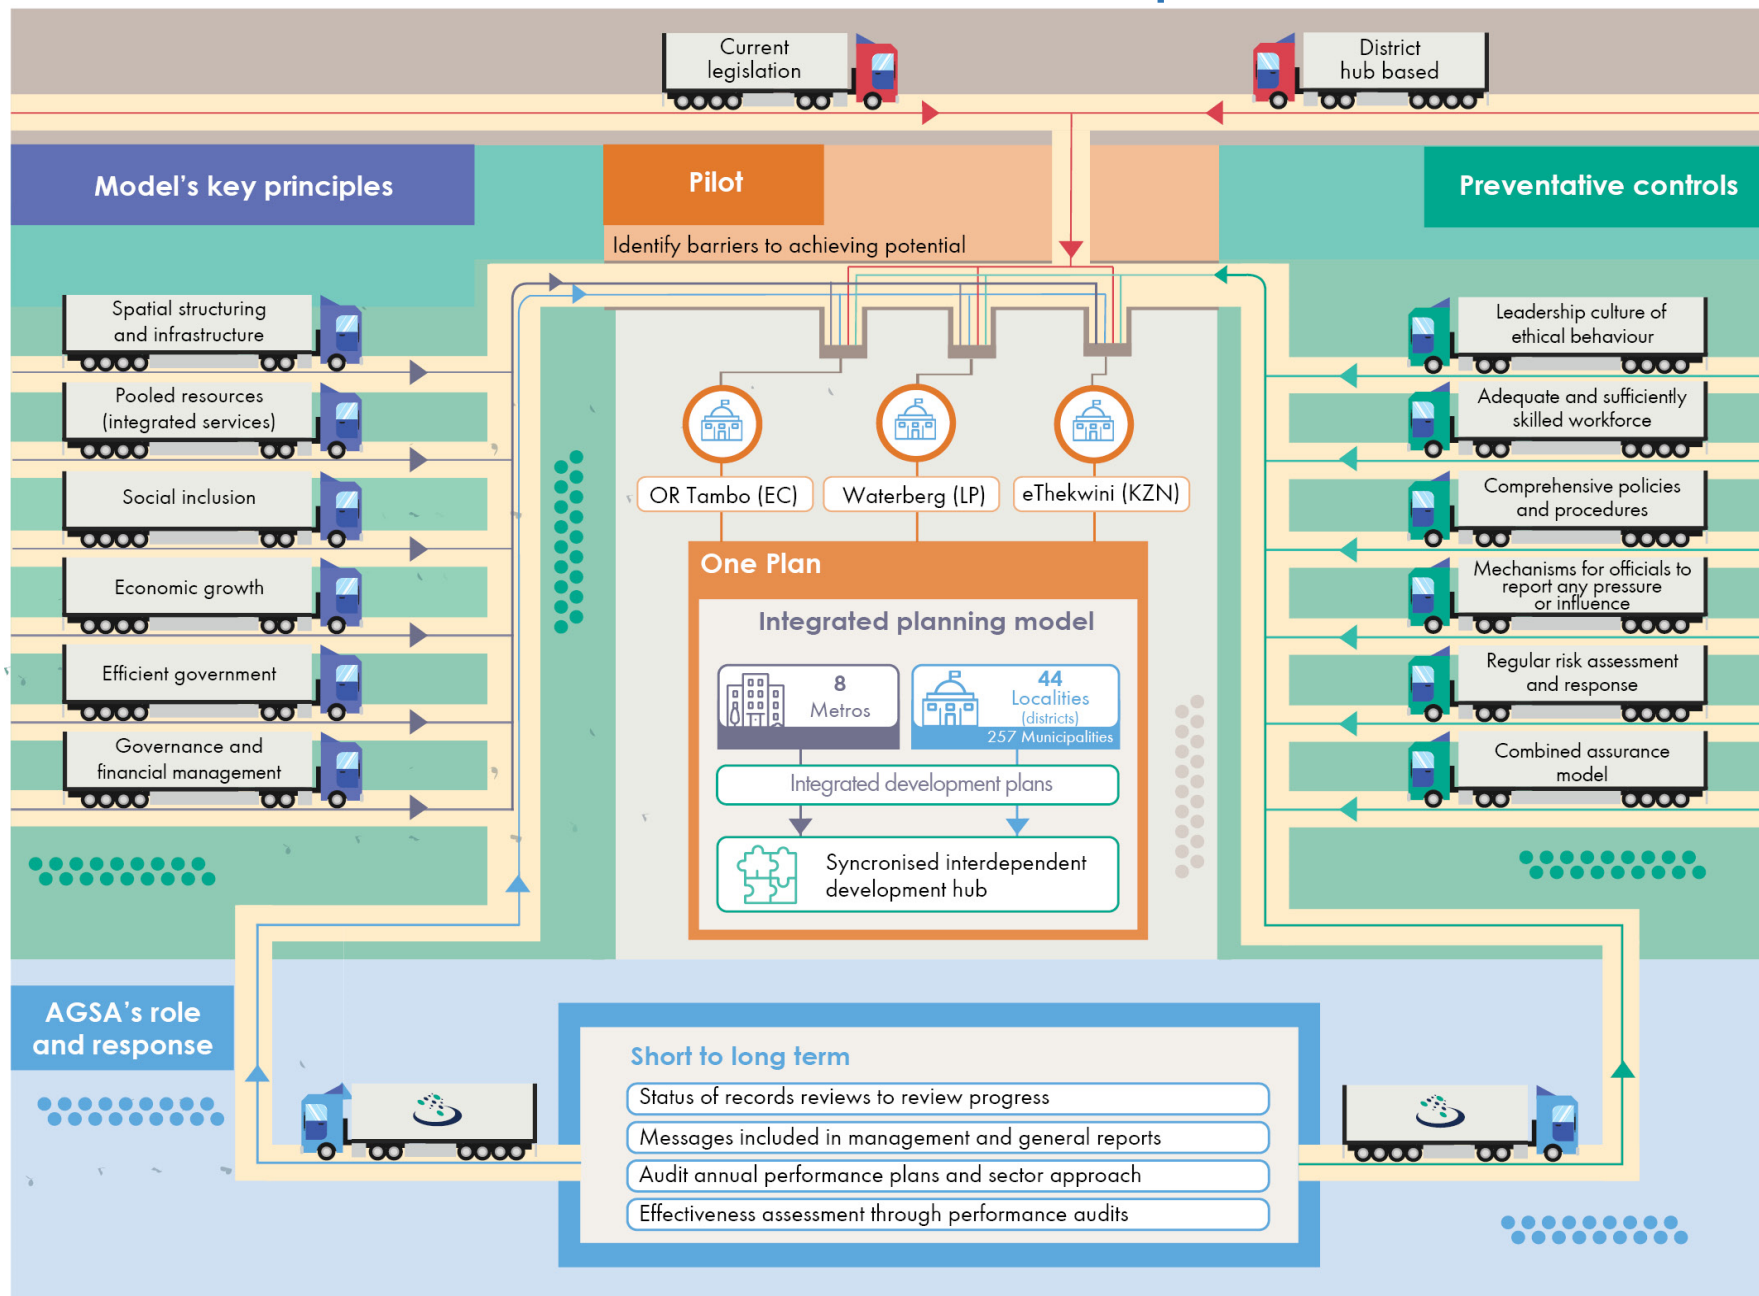 Current
legislation
District
hub based
Model's key principles
Pilot
Preventative controls
Identify barriers to achieving potential
Spatial structuring
and infrastructure
Pooled resources
(integrated services)
Social inclusion
Economic growth
Efficient government
Governance and
financial management
OR Tambo (EC)
Waterberg (LP)
eThekwini (KZN)
One Plan
Integrated planning model
8
Metros
44
Localities
(districts)
257 Municipalities
Integrated development plans
Syncronised interdependent
development hub
Leadership culture of
ethical behaviour
Adequate and sufficiently
skilled workforce
Comprehensive policies
and procedures
Mechanisms for officials to
report any pressure
or influence
Regular risk assessment
and response
Combined assurance
model
AGSA's role
and response
Short to long term
Status of records reviews to review progress
Messages included in management and general reports
Audit annual performance plans and sector approach
Effectiveness assessment through performance audits